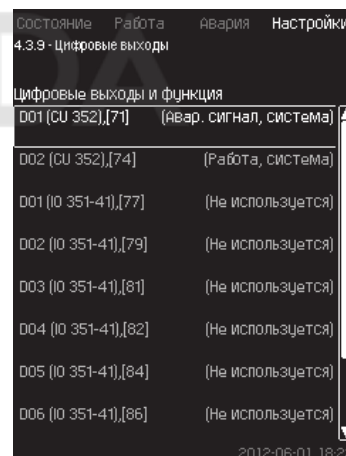 Состояние Работа Авария Настройки
4.3.9 - Цифровые выходы
Цифровые выходы и функция
DO1 (CU 352),[71] (Авар. сигнал, система)
DO2 (CU 352),[74] (Работа, система)
DO1 (IO 351-41),[77] (Не используется)
DO2 (IO 351-41),[79] (Не используется)
DO3 (IO 351-41),[81] (Не используется)
DO4 (IO 351-41),[82] (Не используется)
DO5 (IO 351-41),[84] (Не используется)
DO6 (IO 351-41),[86] (Не используется)
2012-06-01 18:2